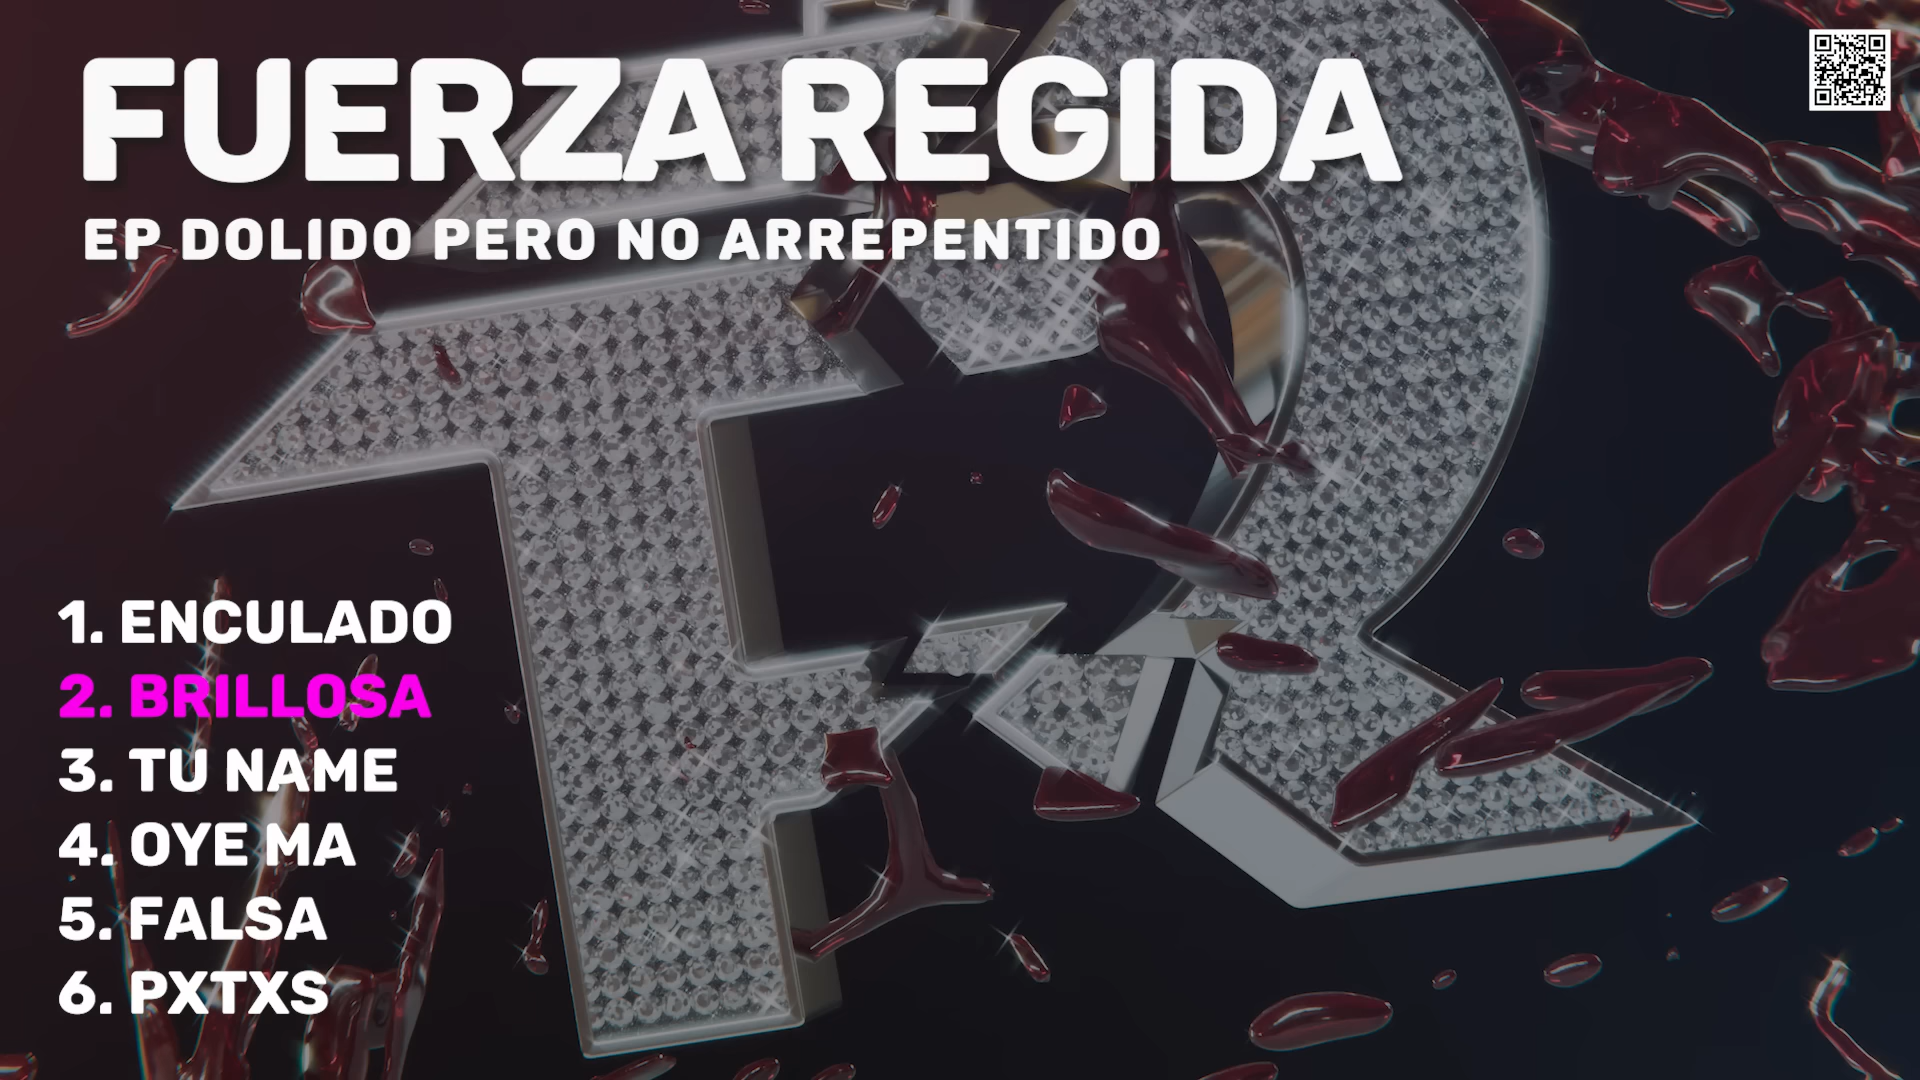 FUERZA REGIDA
EP DOLIDO PERO NO ARREPENTIDO
1. ENCULADO
2. BRILLOSA
3. TU NAME
4. OYE MA
5. FALSA
6. PXTXS